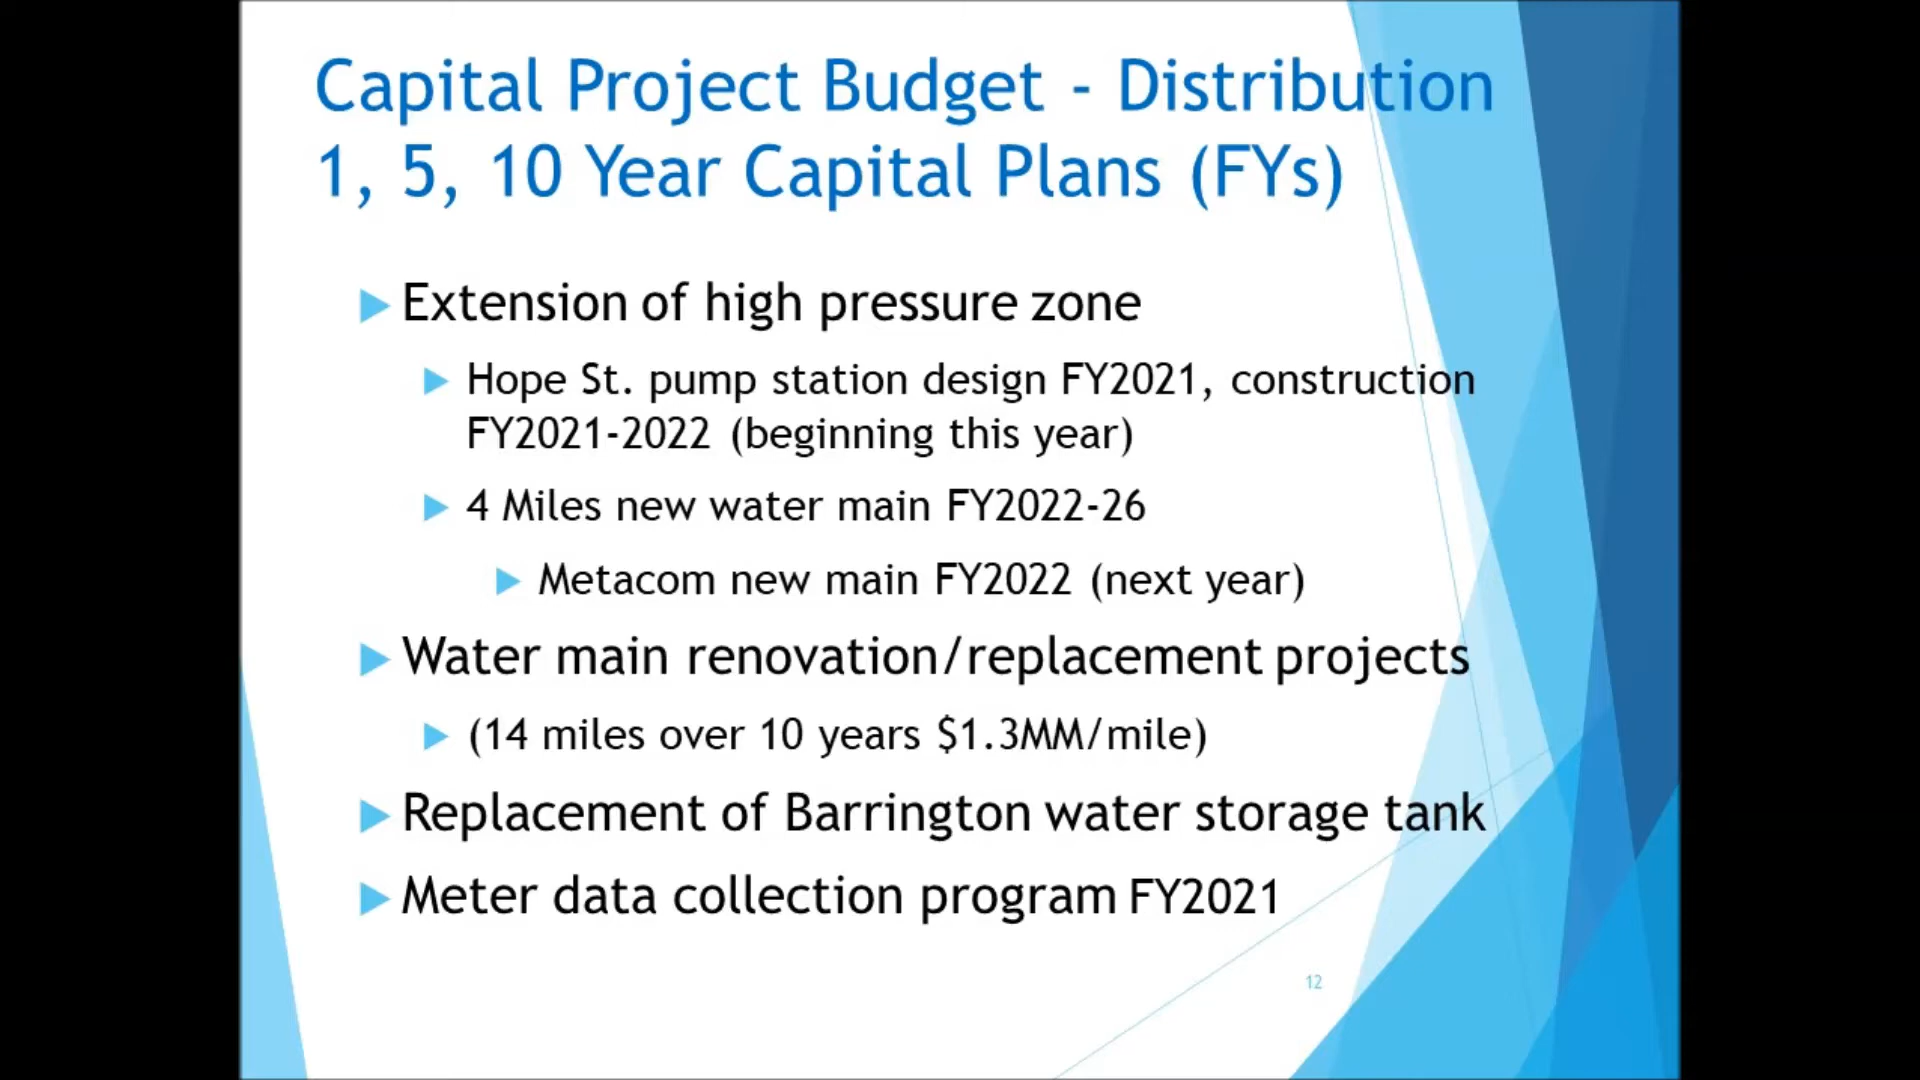 Capital Project Budget - Distribution
1, 5, 10 Year Capital Plans (FYs)
Extension of high pressure zone
Hope St. pump station design FY2021, construction
FY2021-2022 (beginning this year)
4 Miles new water main FY2022-26
Metacom new main FY2022 (next year)
Water main renovation/replacement projects
(14 miles over 10 years $1.3MM/mile)
Replacement of Barrington water storage tank
Meter data collection program FY2021
12